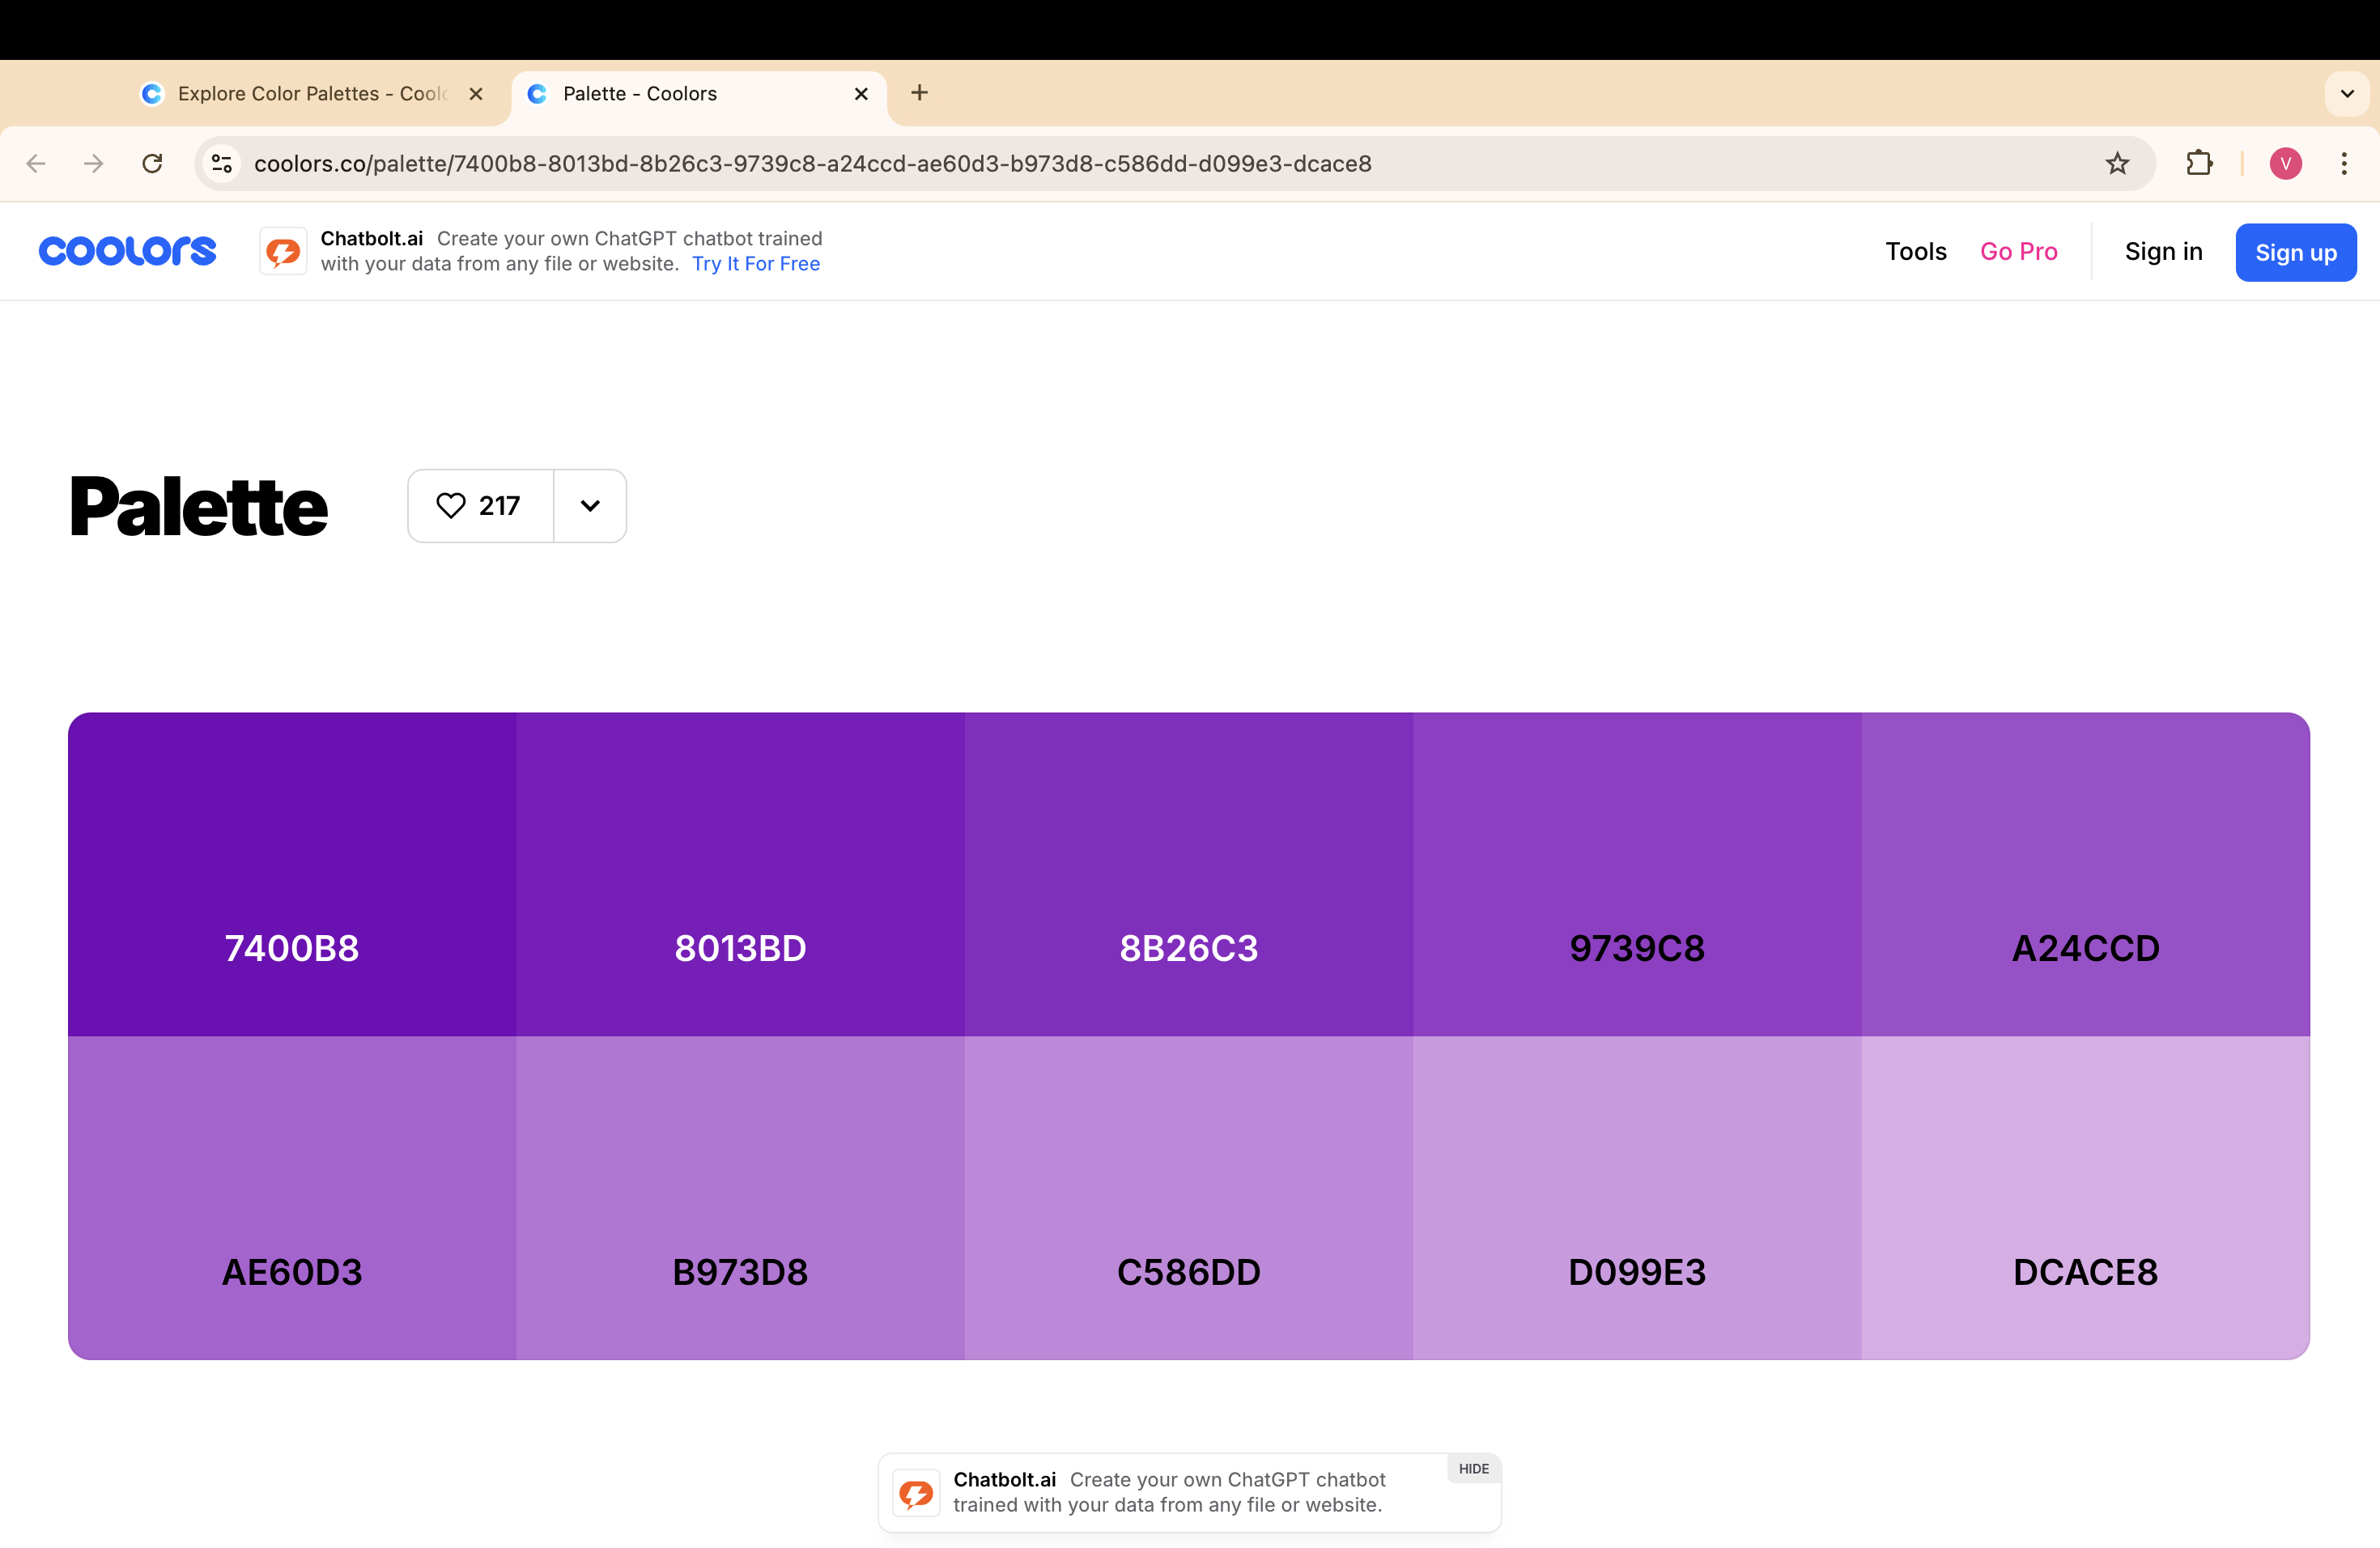 Explore Color Palettes - Coolo
Palette - Coolors
coolors.co/palette/7400b8-8013bd-8b26c3-9739c8-a24ccd-ae60d3-b973d8-c586dd-d099e3-dcace8
V
coolors
Chatbolt.ai Create your own ChatGPT chatbot trained
with your data from any file or website. Try It For Free
Tools
Go Pro
Sign in
Sign up
Palette
217
7400B8
8013BD
8B26C3
9739C8
A24CCD
AE60D3
B973D8
C586DD
D099E3
DCACE8
Chatbolt.ai Create your own ChatGPT chatbot
trained with your data from any file or website.
HIDE